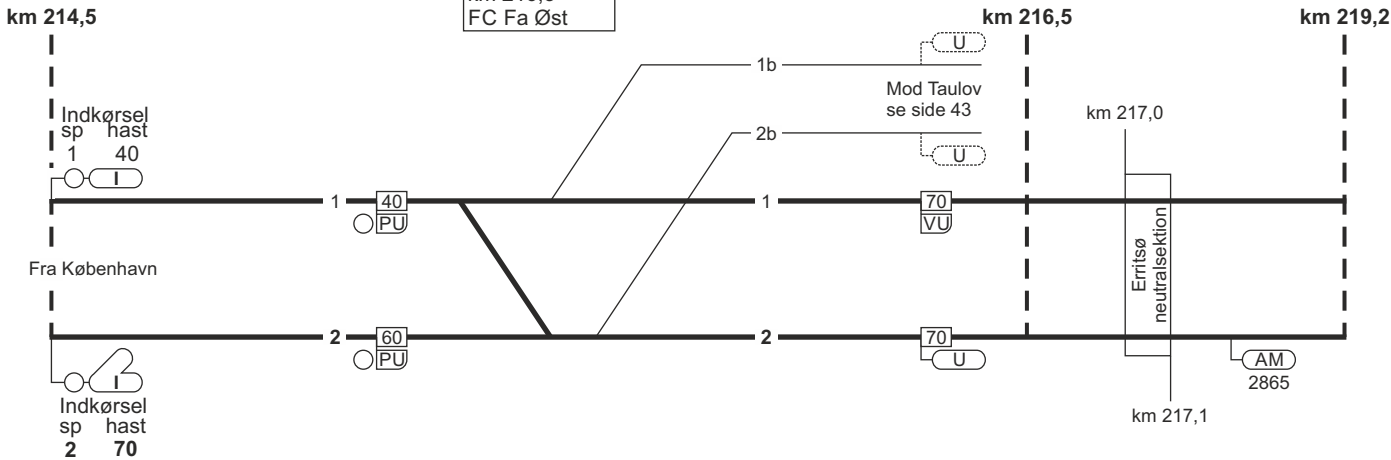 FC Fa Øst
km 214,5
km 216,5
km 219,2
U
1b
Mod Taulov
se side 43
2b
U
km 217,0
Indkørsel
sp hast
1 40
I
1 40 1 70
PU VU
Fra København
Erritsø
neutralsektion
2 60 2 70
PU U
AM
2865
I
Indkørsel
sp hast
2 70
km 217,1